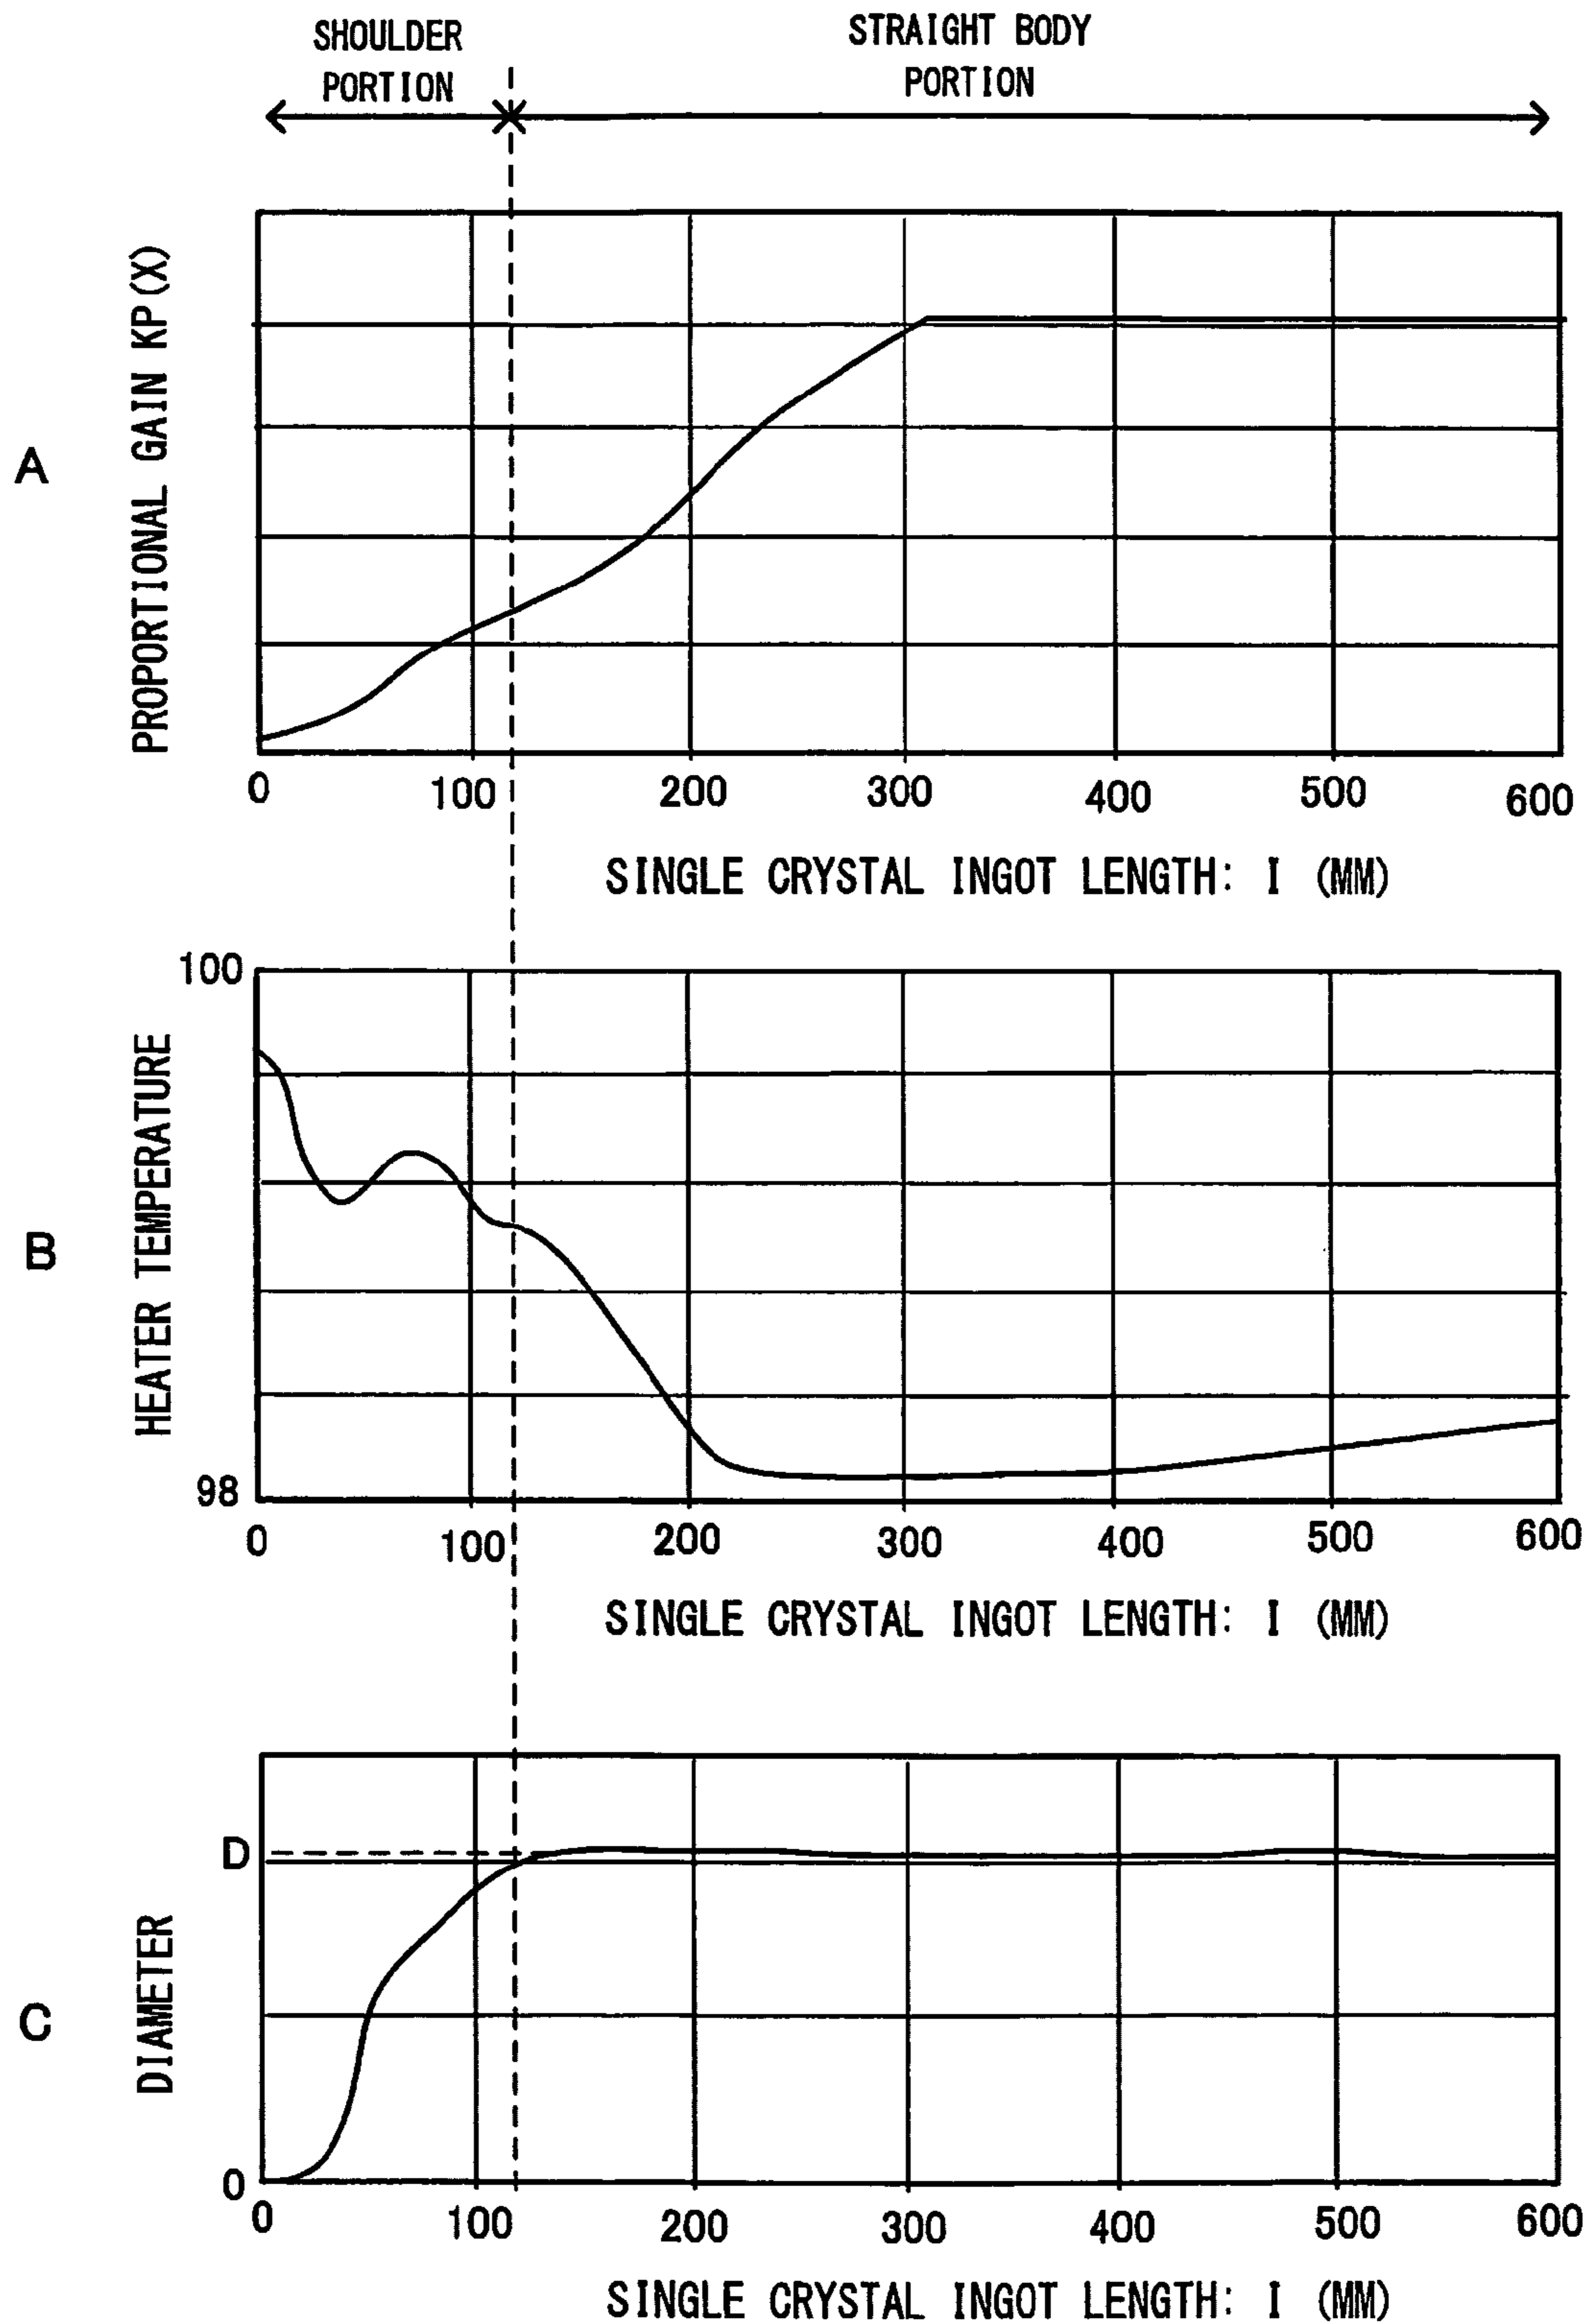 SHOULDER
PORTION
STRAIGHT BODY
PORTION
A
PROPORTIONAL GAIN KP(X)
0 100 200 300 400 500 600
SINGLE CRYSTAL INGOT LENGTH: I (MM)
B
HEATER TEMPERATURE
100
98
0 100 200 300 400 500 600
SINGLE CRYSTAL INGOT LENGTH: I (MM)
C
DIAMETER
D
0
0 100 200 300 400 500 600
SINGLE CRYSTAL INGOT LENGTH: I (MM)